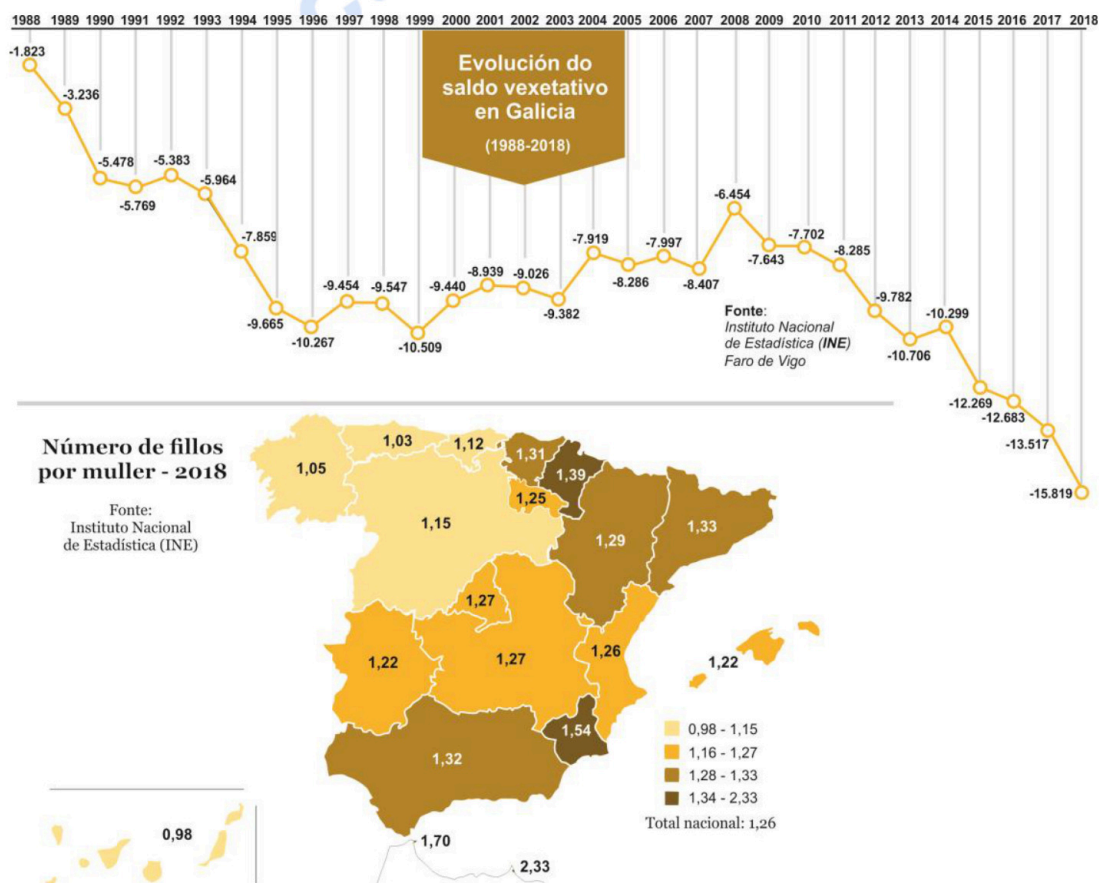 1988 1989 1990 1991 1992 1993 1994 1995 1996 1997 1998 1999 2000 2001 2002 2003 2004 2005 2006 2007 2008 2009 2010 2011 2012 2013 2014 2015 2016 2017 2018
Evolución do
saldo vexetativo
en Galicia
(1988-2018)
-1.823
-3.236
-5.478
-5.769
-5.383
-5.964
-7.859
-9.665
-10.267
-9.454
-9.547
-10.509
-9.440
-8.939
-9.026
-9.382
-7.919
-8.286
-7.997
-8.407
-6.454
-7.643
-7.702
-8.285
-9.782
-10.706
-10.299
-12.269
-12.683
-13.517
-15.819
Fonte:
Instituto Nacional
de Estadística (INE)
Faro de Vigo
Número de fillos
por muller - 2018
Fonte:
Instituto Nacional
de Estadística (INE)
1,05
1,03
1,12
1,31
1,39
1,25
1,15
1,29
1,33
1,27
1,22
1,27
1,26
1,22
1,54
1,32
0,98
1,70
2,33
0,98 - 1,15
1,16 - 1,27
1,28 - 1,33
1,34 - 2,33
Total nacional: 1,26